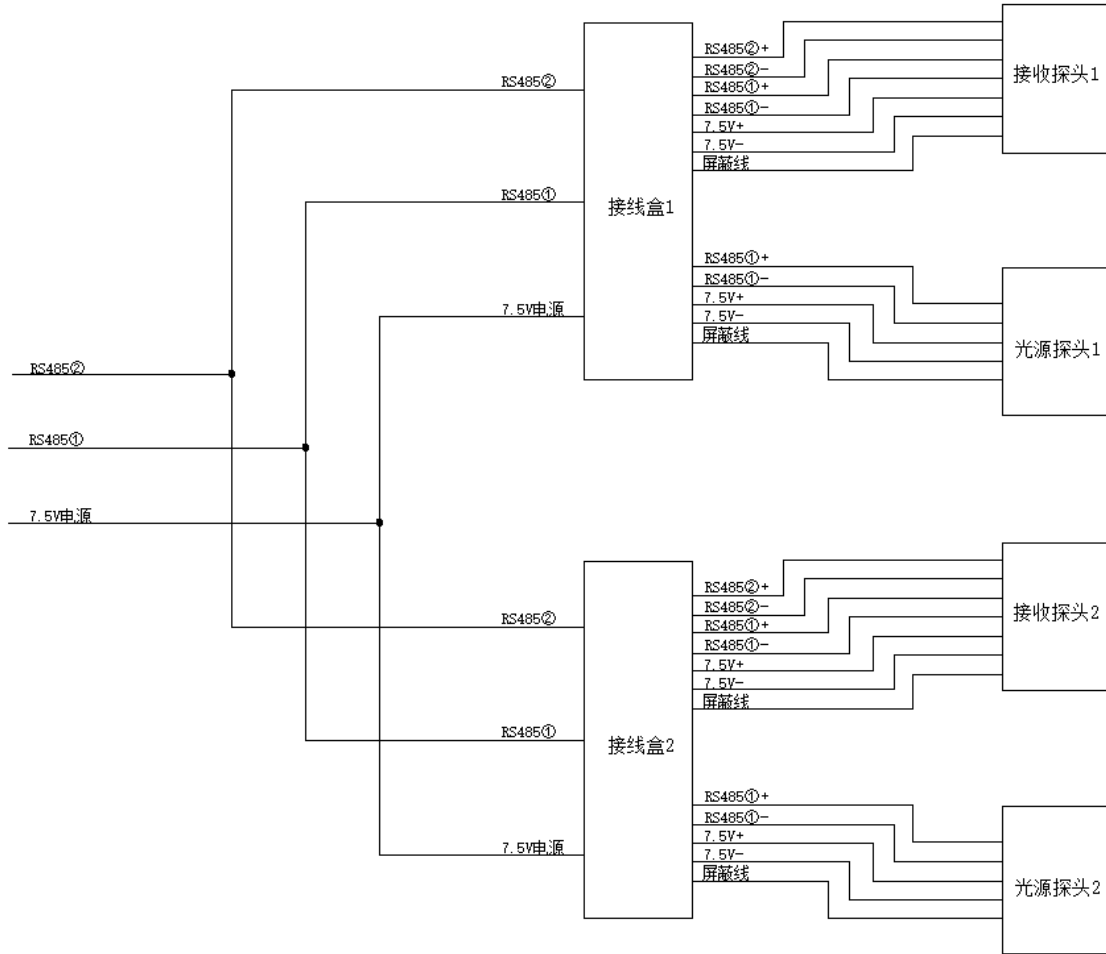 RS485②
RS485①
7.5V电源
RS485②
RS485①
7.5V电源
接线盒1
RS485②+
RS485②-
RS485①+
RS485①-
7.5V+
7.5V-
屏蔽线
接收探头1
RS485①+
RS485①-
7.5V+
7.5V-
屏蔽线
光源探头1
RS485②
RS485①
7.5V电源
接线盒2
RS485②+
RS485②-
RS485①+
RS485①-
7.5V+
7.5V-
屏蔽线
接收探头2
RS485①+
RS485①-
7.5V+
7.5V-
屏蔽线
光源探头2